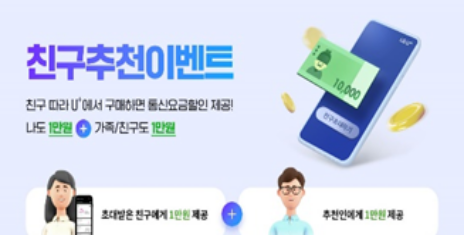 친구추천이벤트
친구 따라 U⁺에서 구매하면 통신요금할인 제공!
나도 1만원 + 가족/친구도 1만원
10,000
초대받은 친구에게 1만원 제공
+
추천인에게 1만원 제공